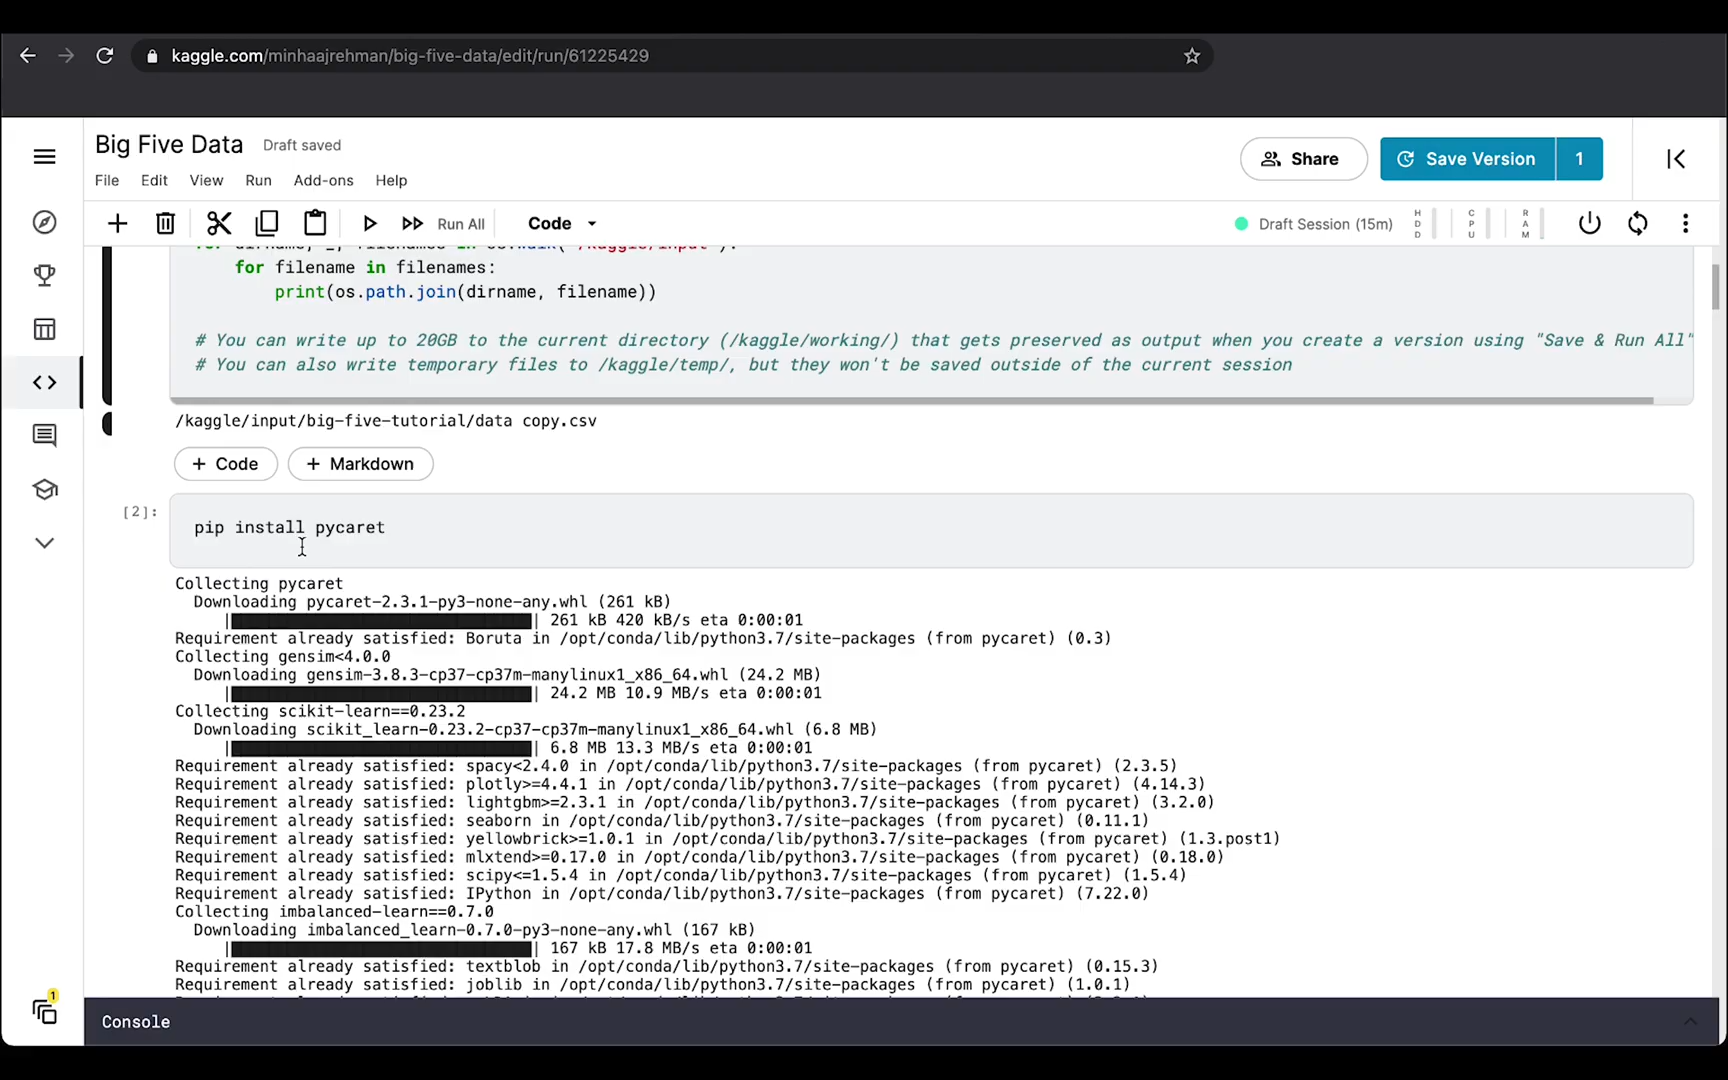 kaggle.com/minhaajrehman/big-five-data/edit/run/61225429
Big Five Data Draft saved
Share
Save Version 1
File Edit View Run Add-ons Help
Run All Code
Draft Session (15m) HDD CPU RAM
for filename in filenames:
print(os.path.join(dirname, filename))
# You can write up to 20GB to the current directory (/kaggle/working/) that gets preserved as output when you create a version using "Save & Run All"
# You can also write temporary files to /kaggle/temp/, but they won't be saved outside of the current session
/kaggle/input/big-five-tutorial/data copy.csv
+ Code + Markdown
[2]: pip install pycaret
Collecting pycaret
Downloading pycaret-2.3.1-py3-none-any.whl (261 kB)
261 kB 420 kB/s eta 0:00:01
Requirement already satisfied: Boruta in /opt/conda/lib/python3.7/site-packages (from pycaret) (0.3)
Collecting gensim<4.0.0
Downloading gensim-3.8.3-cp37-cp37m-manylinux1_x86_64.whl (24.2 MB)
24.2 MB 10.9 MB/s eta 0:00:01
Collecting scikit-learn==0.23.2
Downloading scikit_learn-0.23.2-cp37-cp37m-manylinux1_x86_64.whl (6.8 MB)
6.8 MB 13.3 MB/s eta 0:00:01
Requirement already satisfied: spacy<2.4.0 in /opt/conda/lib/python3.7/site-packages (from pycaret) (2.3.5)
Requirement already satisfied: plotly>=4.4.1 in /opt/conda/lib/python3.7/site-packages (from pycaret) (4.14.3)
Requirement already satisfied: lightgbm>=2.3.1 in /opt/conda/lib/python3.7/site-packages (from pycaret) (3.2.0)
Requirement already satisfied: seaborn in /opt/conda/lib/python3.7/site-packages (from pycaret) (0.11.1)
Requirement already satisfied: yellowbrick>=1.0.1 in /opt/conda/lib/python3.7/site-packages (from pycaret) (1.3.post1)
Requirement already satisfied: mlxtend>=0.17.0 in /opt/conda/lib/python3.7/site-packages (from pycaret) (0.18.0)
Requirement already satisfied: scipy<=1.5.4 in /opt/conda/lib/python3.7/site-packages (from pycaret) (1.5.4)
Requirement already satisfied: IPython in /opt/conda/lib/python3.7/site-packages (from pycaret) (7.22.0)
Collecting imbalanced-learn==0.7.0
Downloading imbalanced_learn-0.7.0-py3-none-any.whl (167 kB)
167 kB 17.8 MB/s eta 0:00:01
Requirement already satisfied: textblob in /opt/conda/lib/python3.7/site-packages (from pycaret) (0.15.3)
Requirement already satisfied: joblib in /opt/conda/lib/python3.7/site-packages (from pycaret) (1.0.1)
1
Console